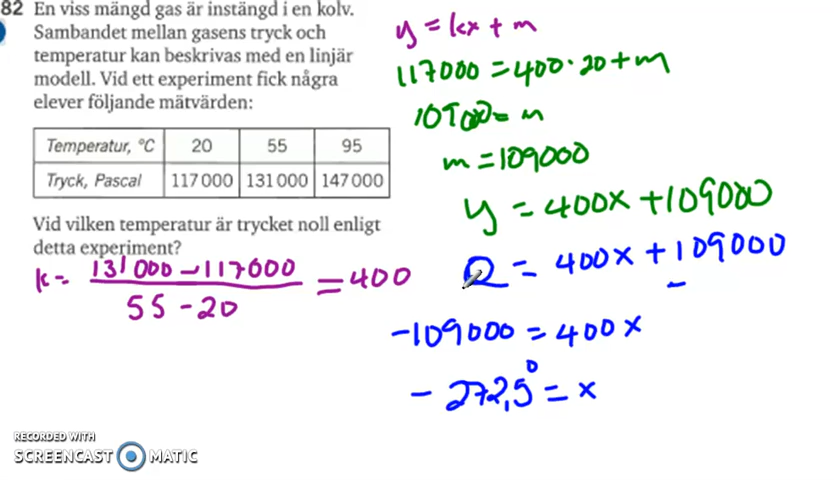 82 En viss mängd gas är instängd i en kolv.
Sambandet mellan gasens tryck och
temperatur kan beskrivas med en linjär
modell. Vid ett experiment fick några
elever följande mätvärden:
Temperatur, °C 20 55 95
Tryck, Pascal 117 000 131 000 147 000
Vid vilken temperatur är trycket noll enligt
detta experiment?
k = (131 000 - 117 000) / (55 - 20) = 400
y = kx + m
117000 = 400 · 20 + m
109000 = m
m = 109000
y = 400x + 109000
0 = 400x + 109000
-109000 = 400x
-272,5° = x
RECORDED WITH
SCREENCAST MATIC